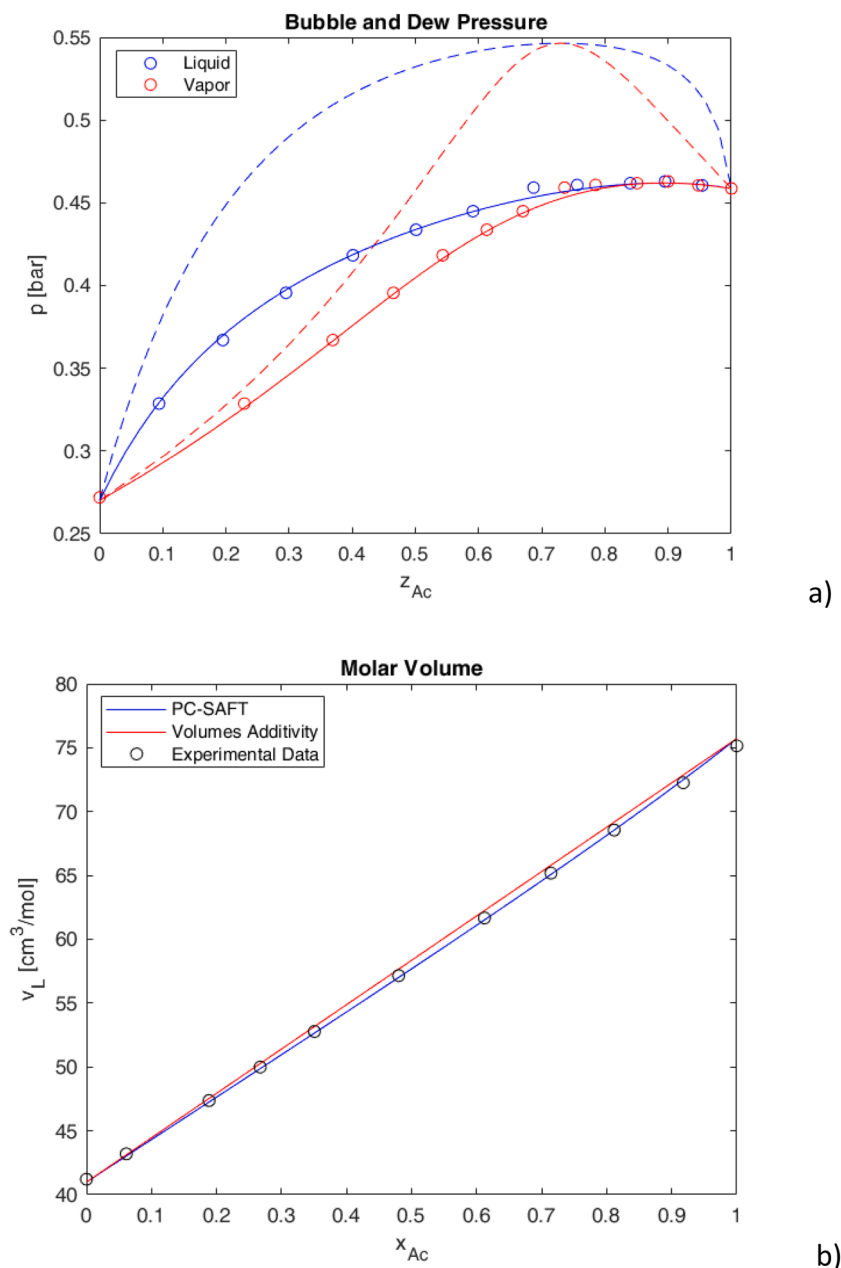 Bubble and Dew Pressure
Liquid
Vapor
0.55
0.5
0.45
0.4
0.35
0.3
0.25
p [bar]
0 0.1 0.2 0.3 0.4 0.5 0.6 0.7 0.8 0.9 1
z_Ac
a)
Molar Volume
PC-SAFT
Volumes Additivity
Experimental Data
80
75
70
65
60
55
50
45
40
v_L [cm³/mol]
0 0.1 0.2 0.3 0.4 0.5 0.6 0.7 0.8 0.9 1
x_Ac
b)